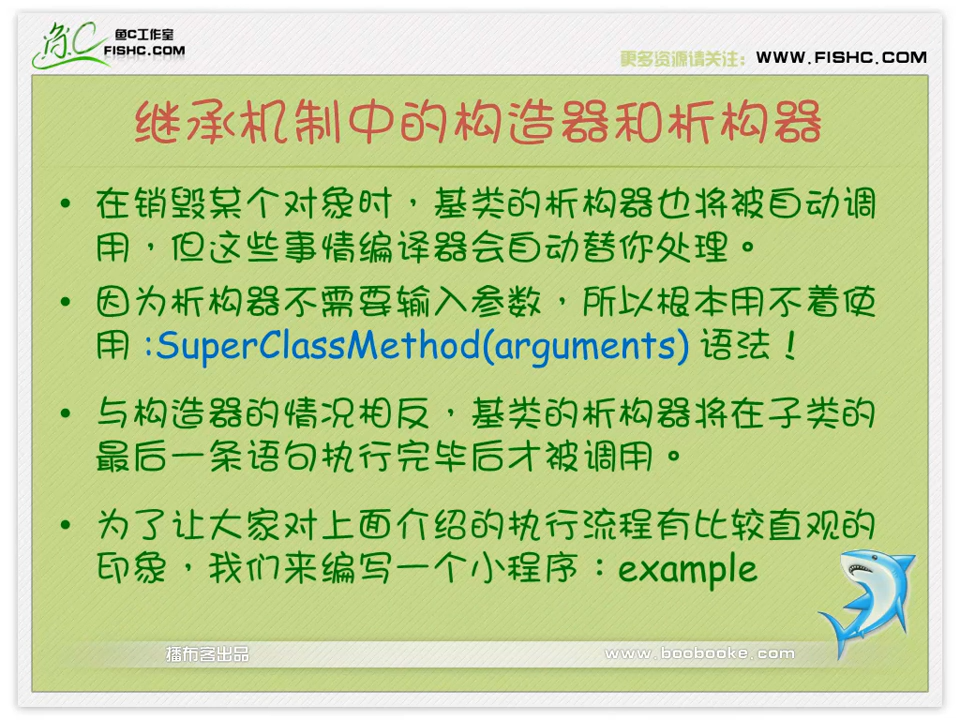 鱼C工作室
FISHC.COM
更多资源请关注：WWW.FISHC.COM
继承机制中的构造器和析构器
• 在销毁某个对象时，基类的析构器也将被自动调
用，但这些事情编译器会自动替你处理。
• 因为析构器不需要输入参数，所以根本用不着使
用 :SuperClassMethod(arguments) 语法！
• 与构造器的情况相反，基类的析构器将在子类的
最后一条语句执行完毕后才被调用。
• 为了让大家对上面介绍的执行流程有比较直观的
印象，我们来编写一个小程序：example
播布客出品 www.boobooke.com